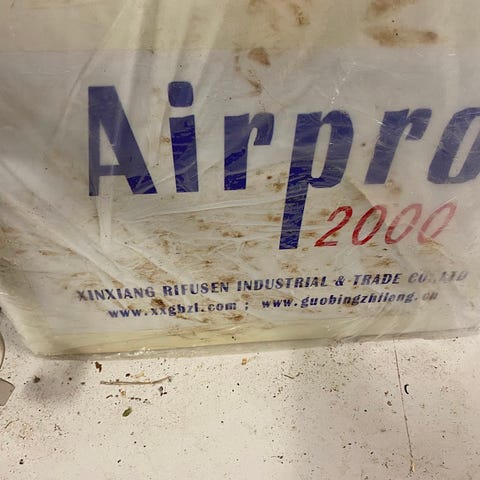 Airpro
2000
XINXIANG RIFUSEN INDUSTRIAL & TRADE CO.,LTD
www.xxgbzl.com ; www.guobingzhileng.cn